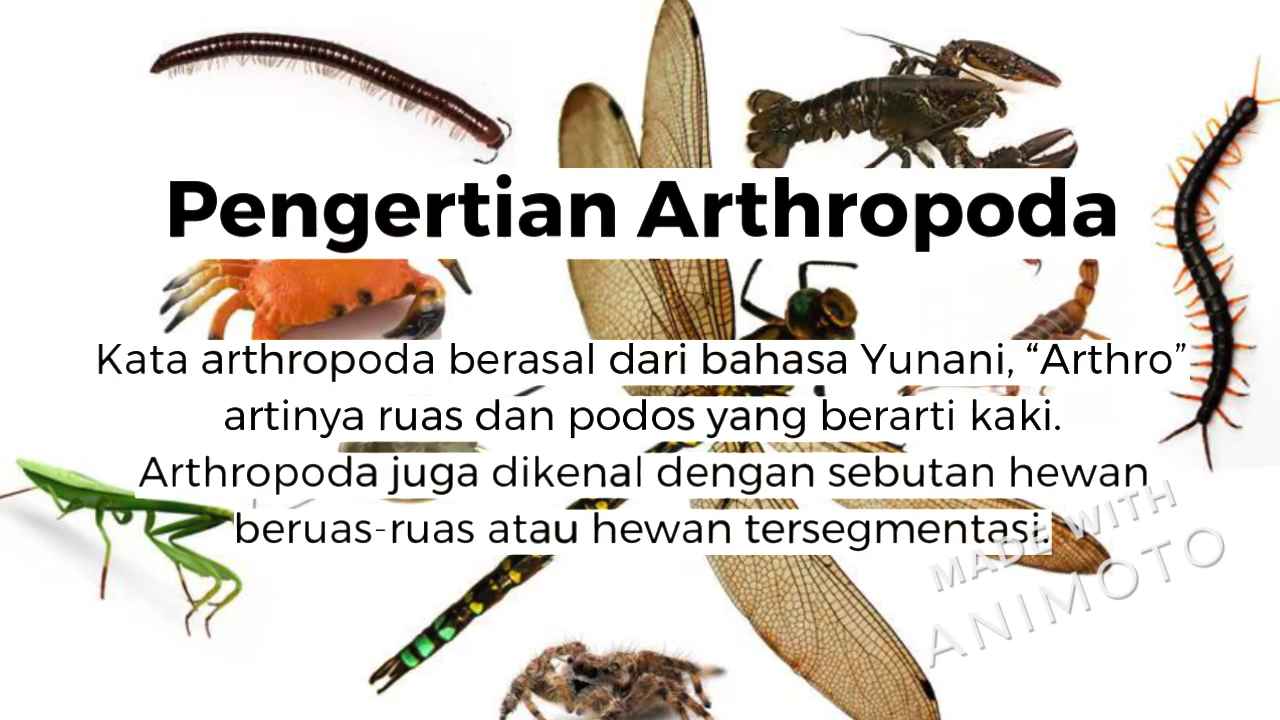 Pengertian Arthropoda
Kata arthropoda berasal dari bahasa Yunani, “Arthro”
artinya ruas dan podos yang berarti kaki.
Arthropoda juga dikenal dengan sebutan hewan
beruas-ruas atau hewan tersegmentasi.
MADE WITH
ANIMOTO